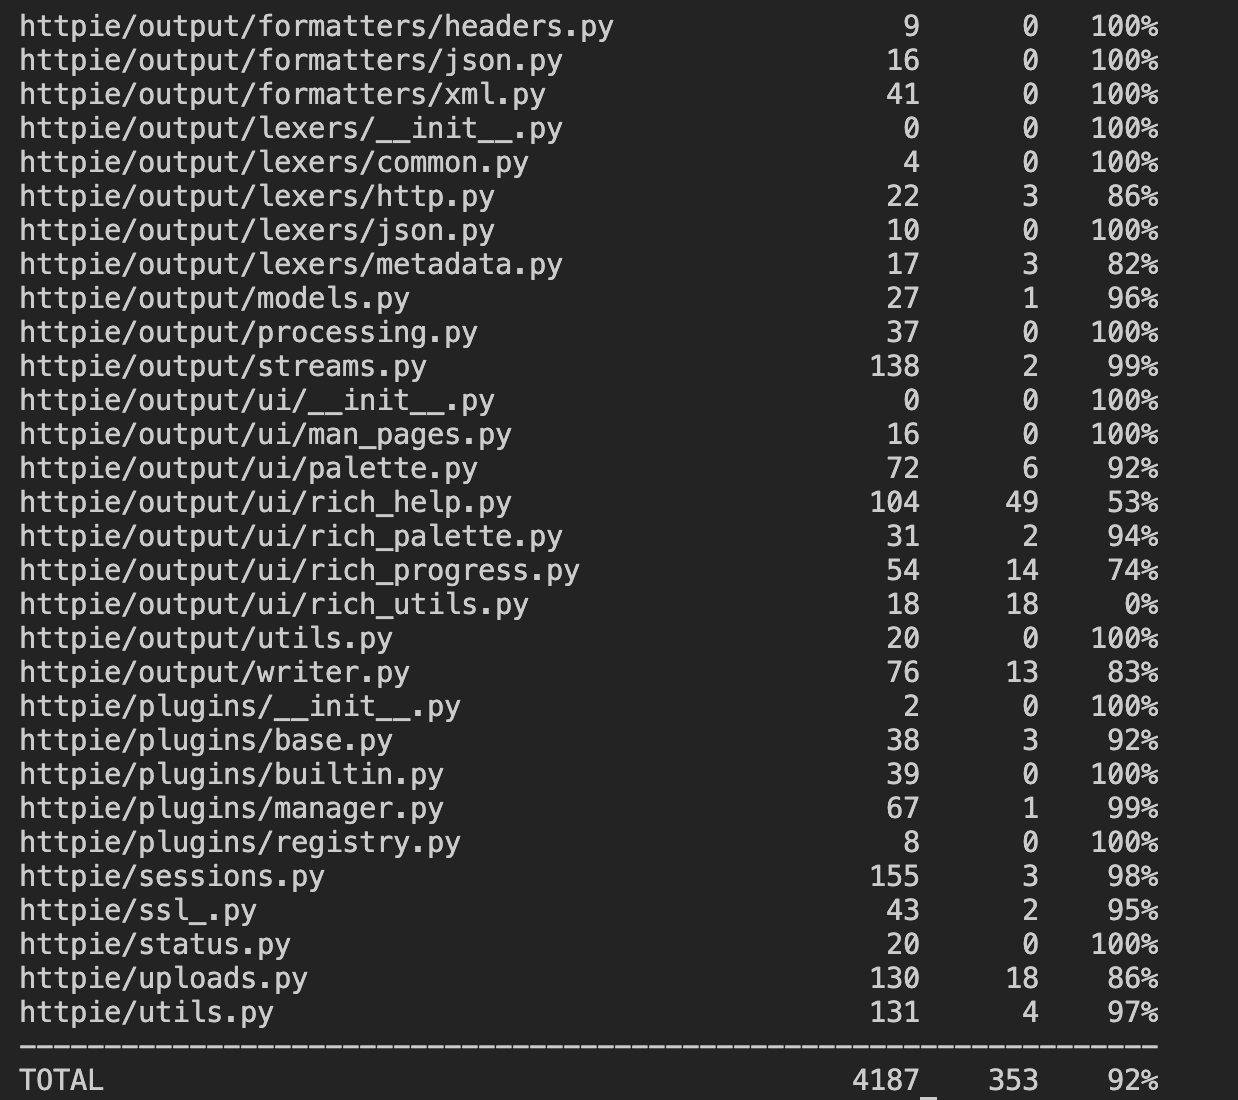 httpie/output/formatters/headers.py 9 0 100%
httpie/output/formatters/json.py 16 0 100%
httpie/output/formatters/xml.py 41 0 100%
httpie/output/lexers/__init__.py 0 0 100%
httpie/output/lexers/common.py 4 0 100%
httpie/output/lexers/http.py 22 3 86%
httpie/output/lexers/json.py 10 0 100%
httpie/output/lexers/metadata.py 17 3 82%
httpie/output/models.py 27 1 96%
httpie/output/processing.py 37 0 100%
httpie/output/streams.py 138 2 99%
httpie/output/ui/__init__.py 0 0 100%
httpie/output/ui/man_pages.py 16 0 100%
httpie/output/ui/palette.py 72 6 92%
httpie/output/ui/rich_help.py 104 49 53%
httpie/output/ui/rich_palette.py 31 2 94%
httpie/output/ui/rich_progress.py 54 14 74%
httpie/output/ui/rich_utils.py 18 18 0%
httpie/output/utils.py 20 0 100%
httpie/output/writer.py 76 13 83%
httpie/plugins/__init__.py 2 0 100%
httpie/plugins/base.py 38 3 92%
httpie/plugins/builtin.py 39 0 100%
httpie/plugins/manager.py 67 1 99%
httpie/plugins/registry.py 8 0 100%
httpie/sessions.py 155 3 98%
httpie/ssl_.py 43 2 95%
httpie/status.py 20 0 100%
httpie/uploads.py 130 18 86%
httpie/utils.py 131 4 97%
-------------------------------------------------------------------
TOTAL 4187 353 92%